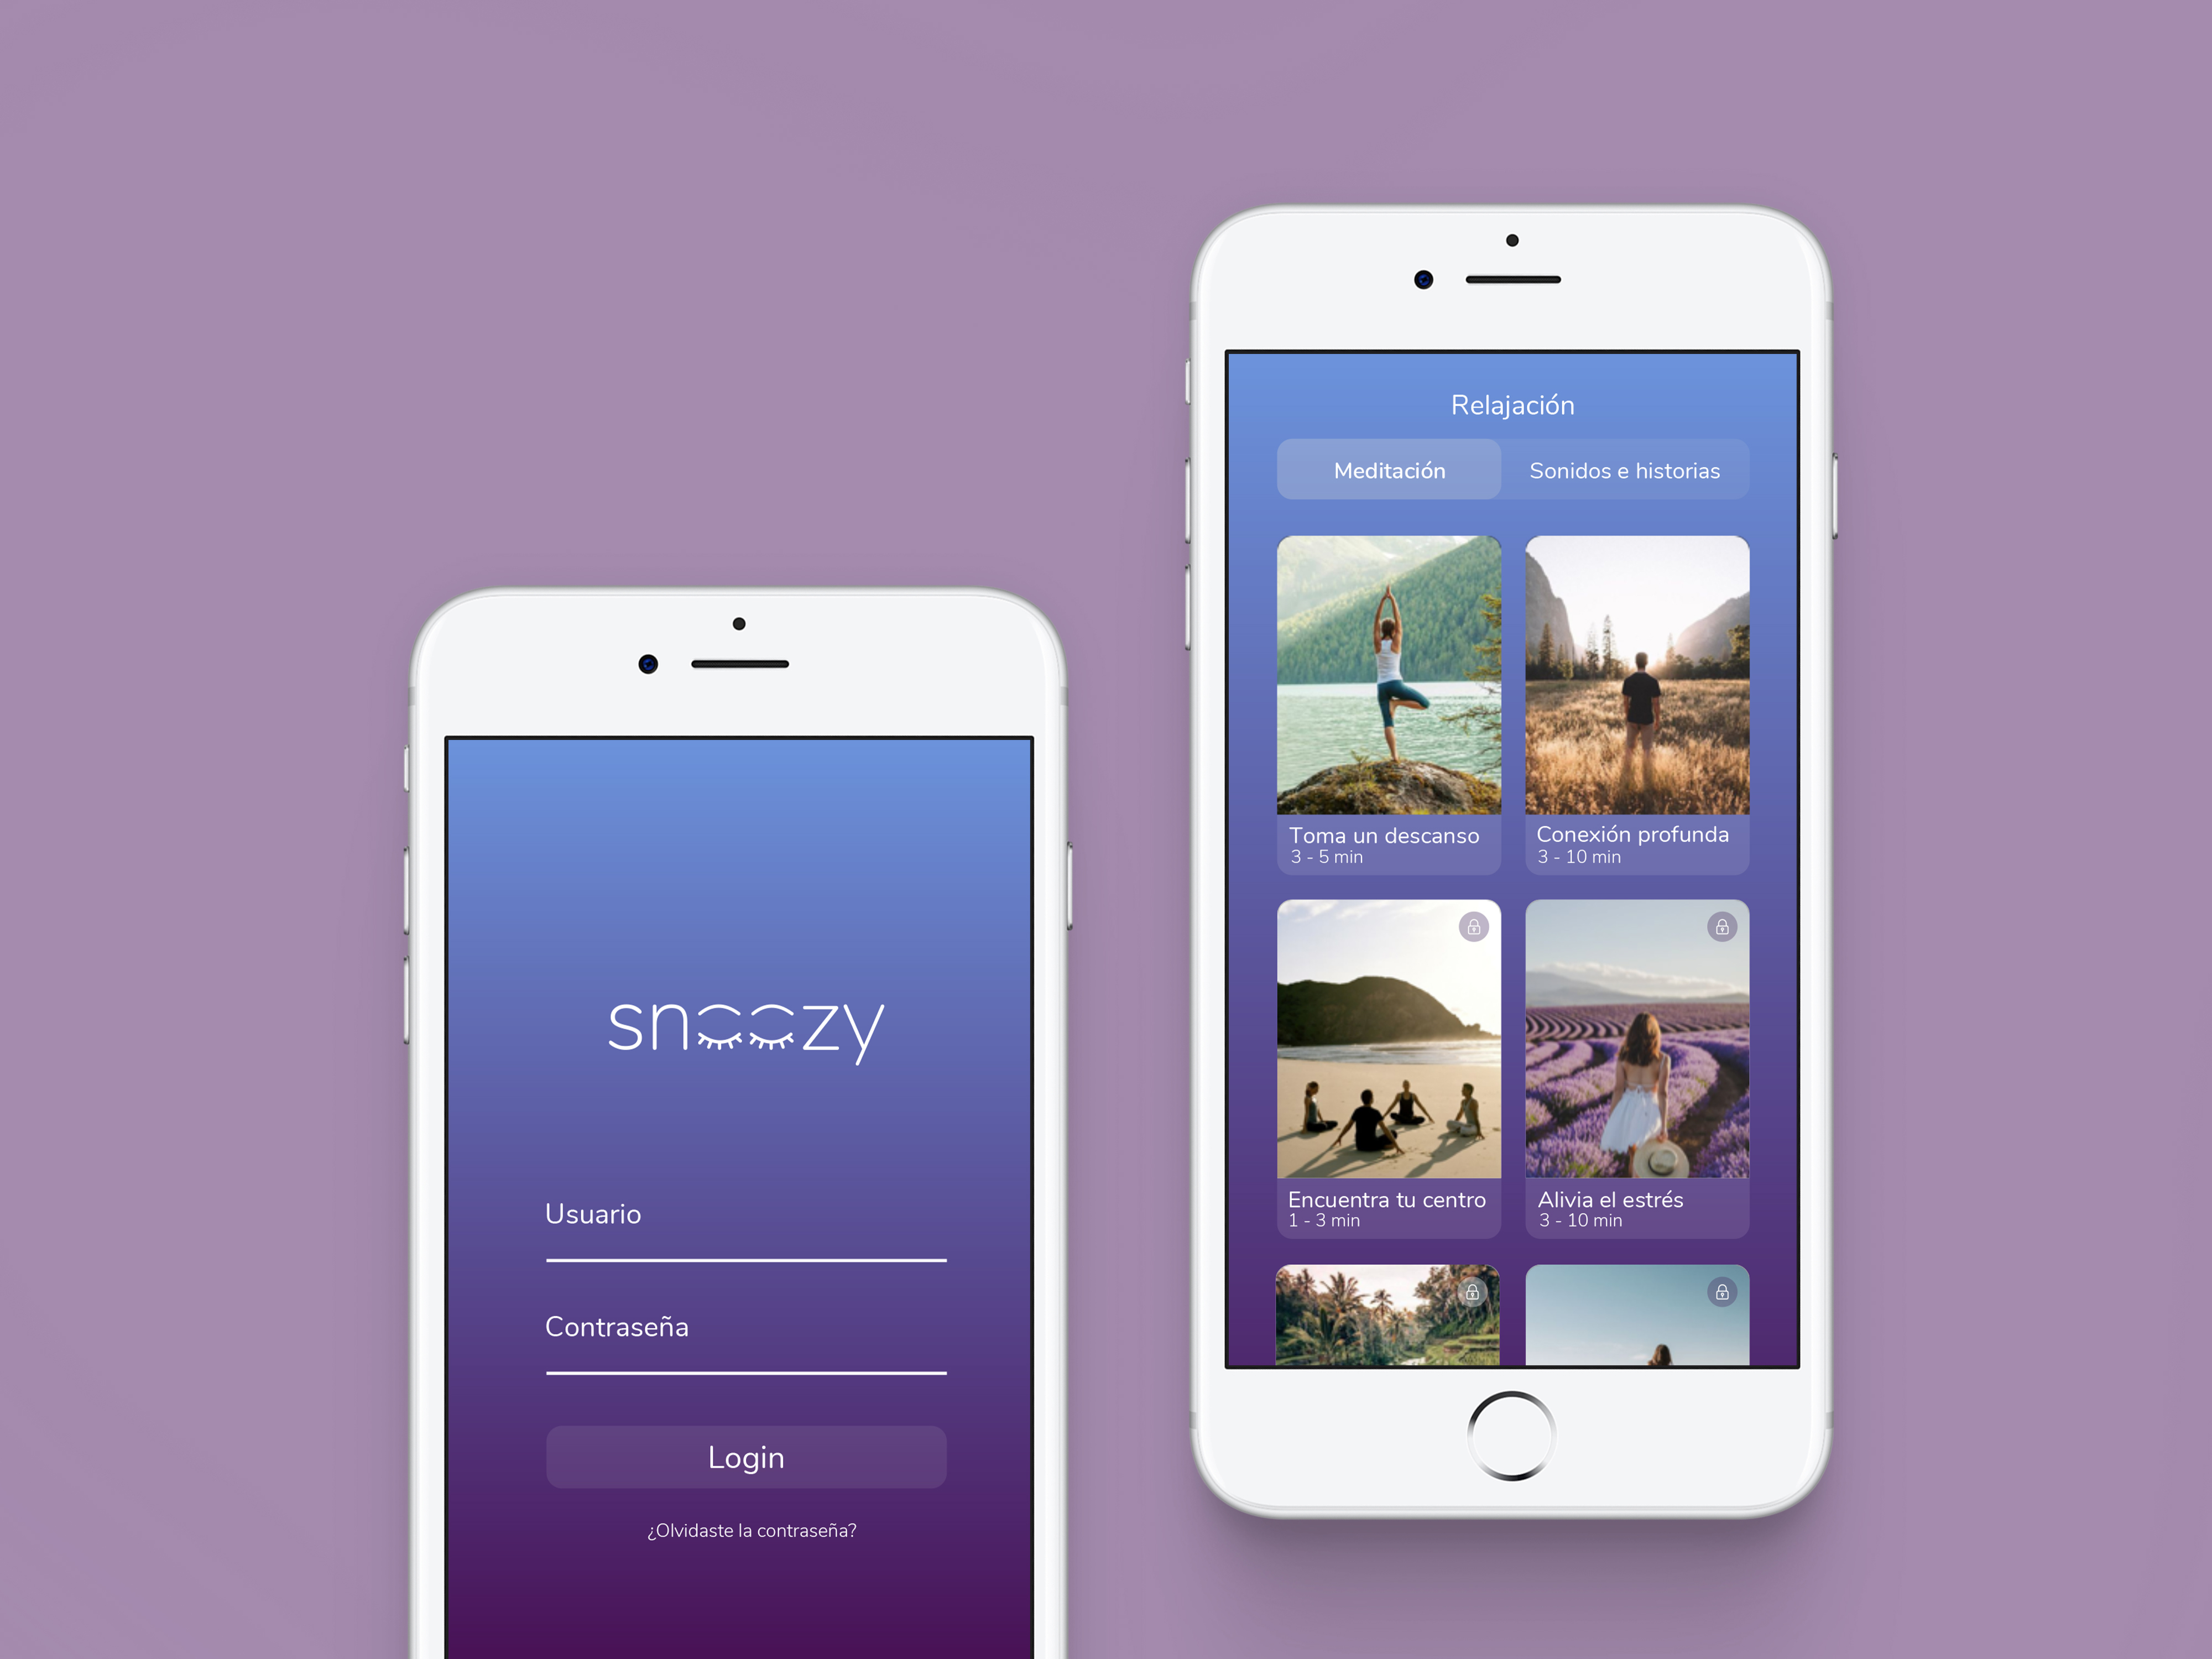 snoozy
Usuario
Contraseña
Login
¿Olvidaste la contraseña?
Relajación
Meditación
Sonidos e historias
Toma un descanso
3 - 5 min
Conexión profunda
3 - 10 min
Encuentra tu centro
1 - 3 min
Alivia el estrés
3 - 10 min